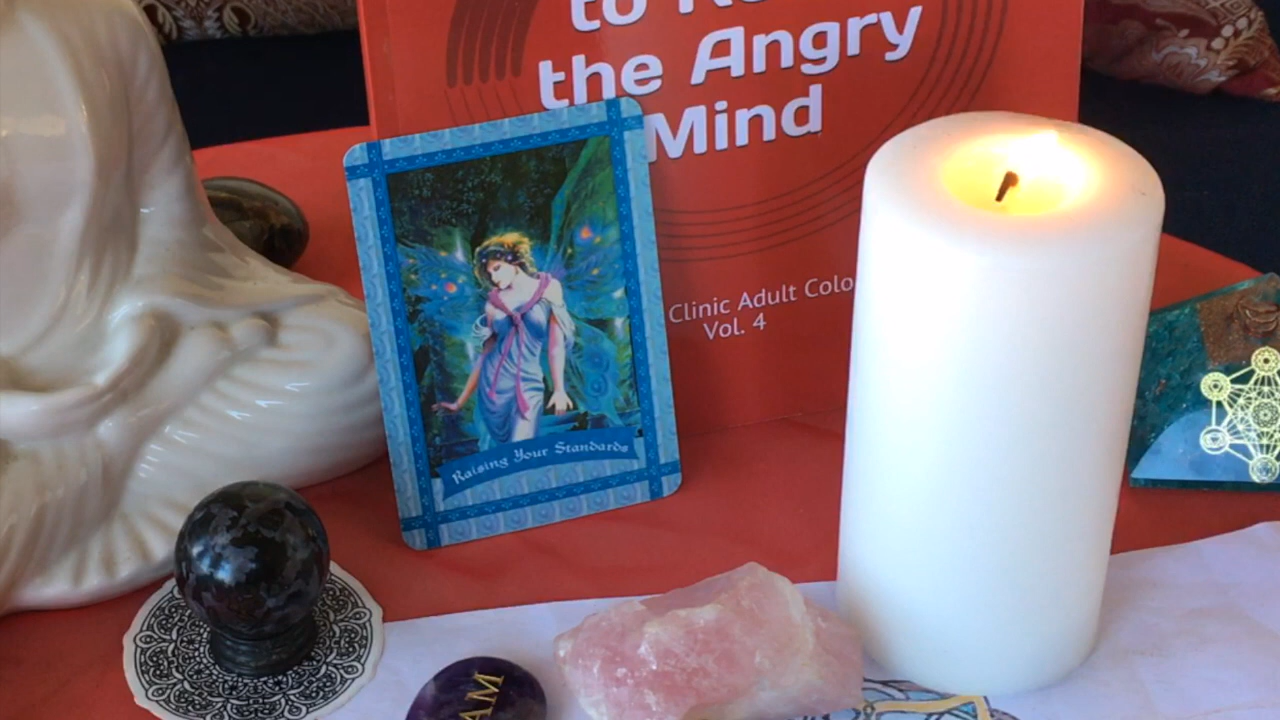 to
the Angry
Mind
Clinic Adult Colo
Vol. 4
Raising Your Standards
AM